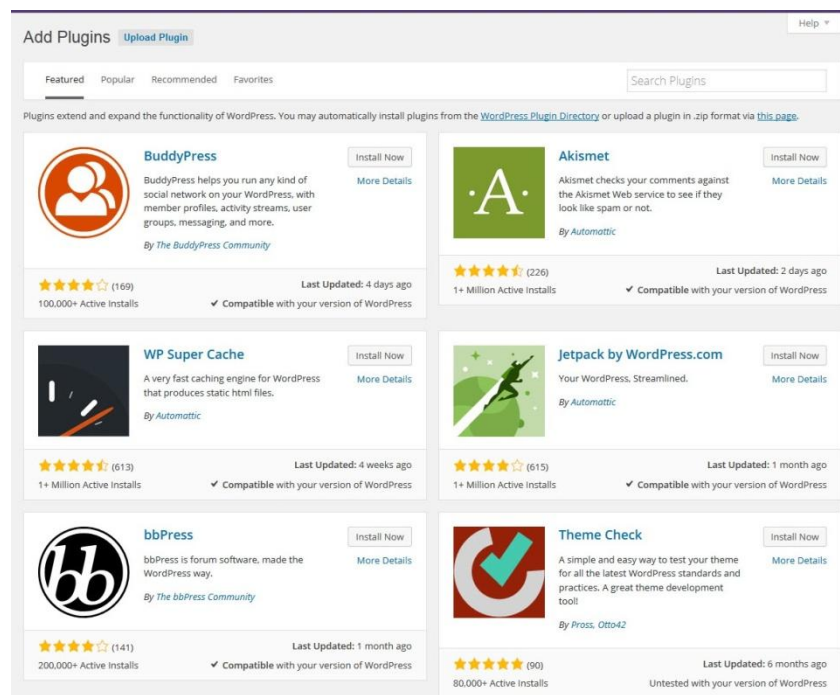 Help ▼
Add Plugins Upload Plugin
Featured Popular Recommended Favorites Search Plugins
Plugins extend and expand the functionality of WordPress. You may automatically install plugins from the WordPress Plugin Directory or upload a plugin in .zip format via this page.
BuddyPress Install Now
BuddyPress helps you run any kind of More Details
social network on your WordPress, with
member profiles, activity streams, user
groups, messaging, and more.
By The BuddyPress Community
(169) Last Updated: 4 days ago
100,000+ Active Installs ✔ Compatible with your version of WordPress
·A·
Akismet Install Now
Akismet checks your comments against More Details
the Akismet Web service to see if they
look like spam or not.
By Automattic
(226) Last Updated: 2 days ago
1+ Million Active Installs ✔ Compatible with your version of WordPress
WP Super Cache Install Now
A very fast caching engine for WordPress More Details
that produces static html files.
By Automattic
(613) Last Updated: 4 weeks ago
1+ Million Active Installs ✔ Compatible with your version of WordPress
Jetpack by WordPress.com Install Now
Your WordPress, Streamlined. More Details
By Automattic
(615) Last Updated: 1 month ago
1+ Million Active Installs ✔ Compatible with your version of WordPress
bb
bbPress Install Now
bbPress is forum software, made the More Details
WordPress way.
By The bbPress Community
(141) Last Updated: 1 month ago
200,000+ Active Installs ✔ Compatible with your version of WordPress
Theme Check Install Now
A simple and easy way to test your theme More Details
for all the latest WordPress standards and
practices. A great theme development
tool!
By Pross, Otto42
(90) Last Updated: 6 months ago
80,000+ Active Installs Untested with your version of WordPress